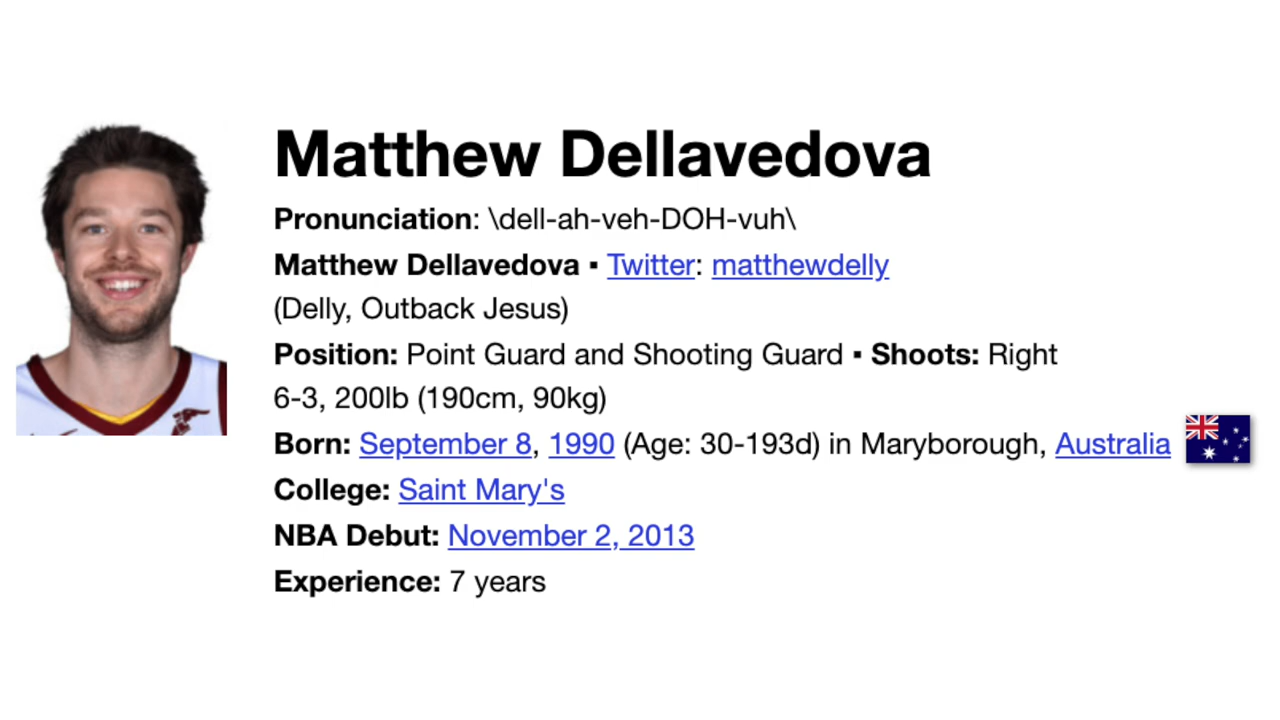 Matthew Dellavedova
Pronunciation: \dell-ah-veh-DOH-vuh\
Matthew Dellavedova ▪ Twitter: matthewdelly
(Delly, Outback Jesus)
Position: Point Guard and Shooting Guard ▪ Shoots: Right
6-3, 200lb (190cm, 90kg)
Born: September 8, 1990 (Age: 30-193d) in Maryborough, Australia
College: Saint Mary's
NBA Debut: November 2, 2013
Experience: 7 years